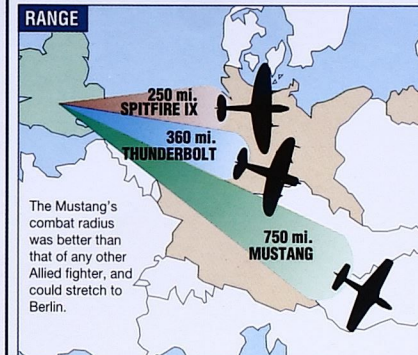 RANGE
250 mi.
SPITFIRE IX
360 mi.
THUNDERBOLT
750 mi.
MUSTANG
The Mustang's
combat radius
was better than
that of any other
Allied fighter, and
could stretch to
Berlin.